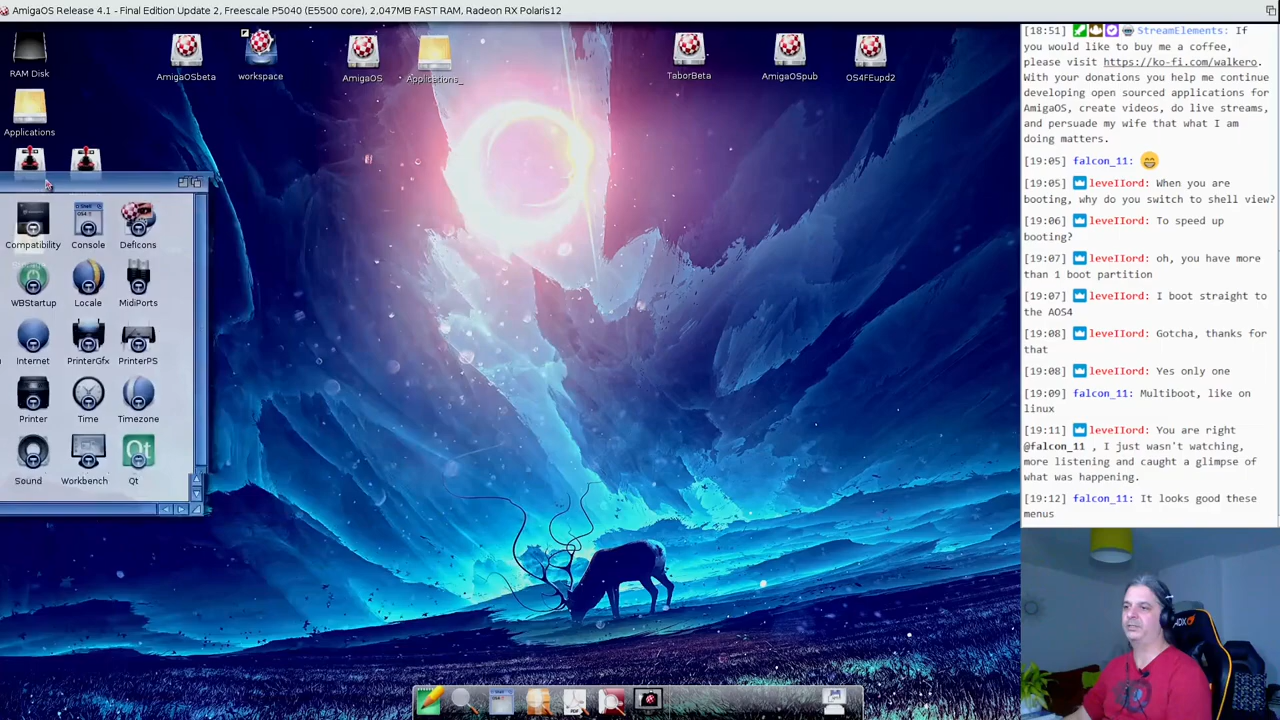 AmigaOS Release 4.1 - Final Edition Update 2, Freescale P5040 (E5500 core), 2,047MB FAST RAM, Radeon RX Polaris12
RAM Disk
AmigaOSbeta
workspace
AmigaOS
Applications_
TaborBeta
AmigaOSpub
OS4FEupd2
Applications
Compatibility
Console
Deficons
WBStartup
Locale
MidiPorts
Internet
PrinterGfx
PrinterPS
Printer
Time
Timezone
Sound
Workbench
Qt
[18:51] StreamElements: If
you would like to buy me a coffee,
please visit https://ko-fi.com/walkero.
With your donations you help me continue
developing open sourced applications for
AmigaOS, create videos, do live streams,
and persuade my wife that what I am
doing matters.
[19:05] falcon_11: 😁
[19:05] leveIIord: When you are
booting, why do you switch to shell view?
[19:06] leveIIord: To speed up
booting?
[19:07] leveIIord: oh, you have more
than 1 boot partition
[19:07] leveIIord: I boot straight to
the AOS4
[19:08] leveIIord: Gotcha, thanks for
that
[19:08] leveIIord: Yes only one
[19:09] falcon_11: Multiboot, like on
linux
[19:11] leveIIord: You are right
@falcon_11 , I just wasn't watching,
more listening and caught a glimpse of
what was happening.
[19:12] falcon_11: It looks good these
menus